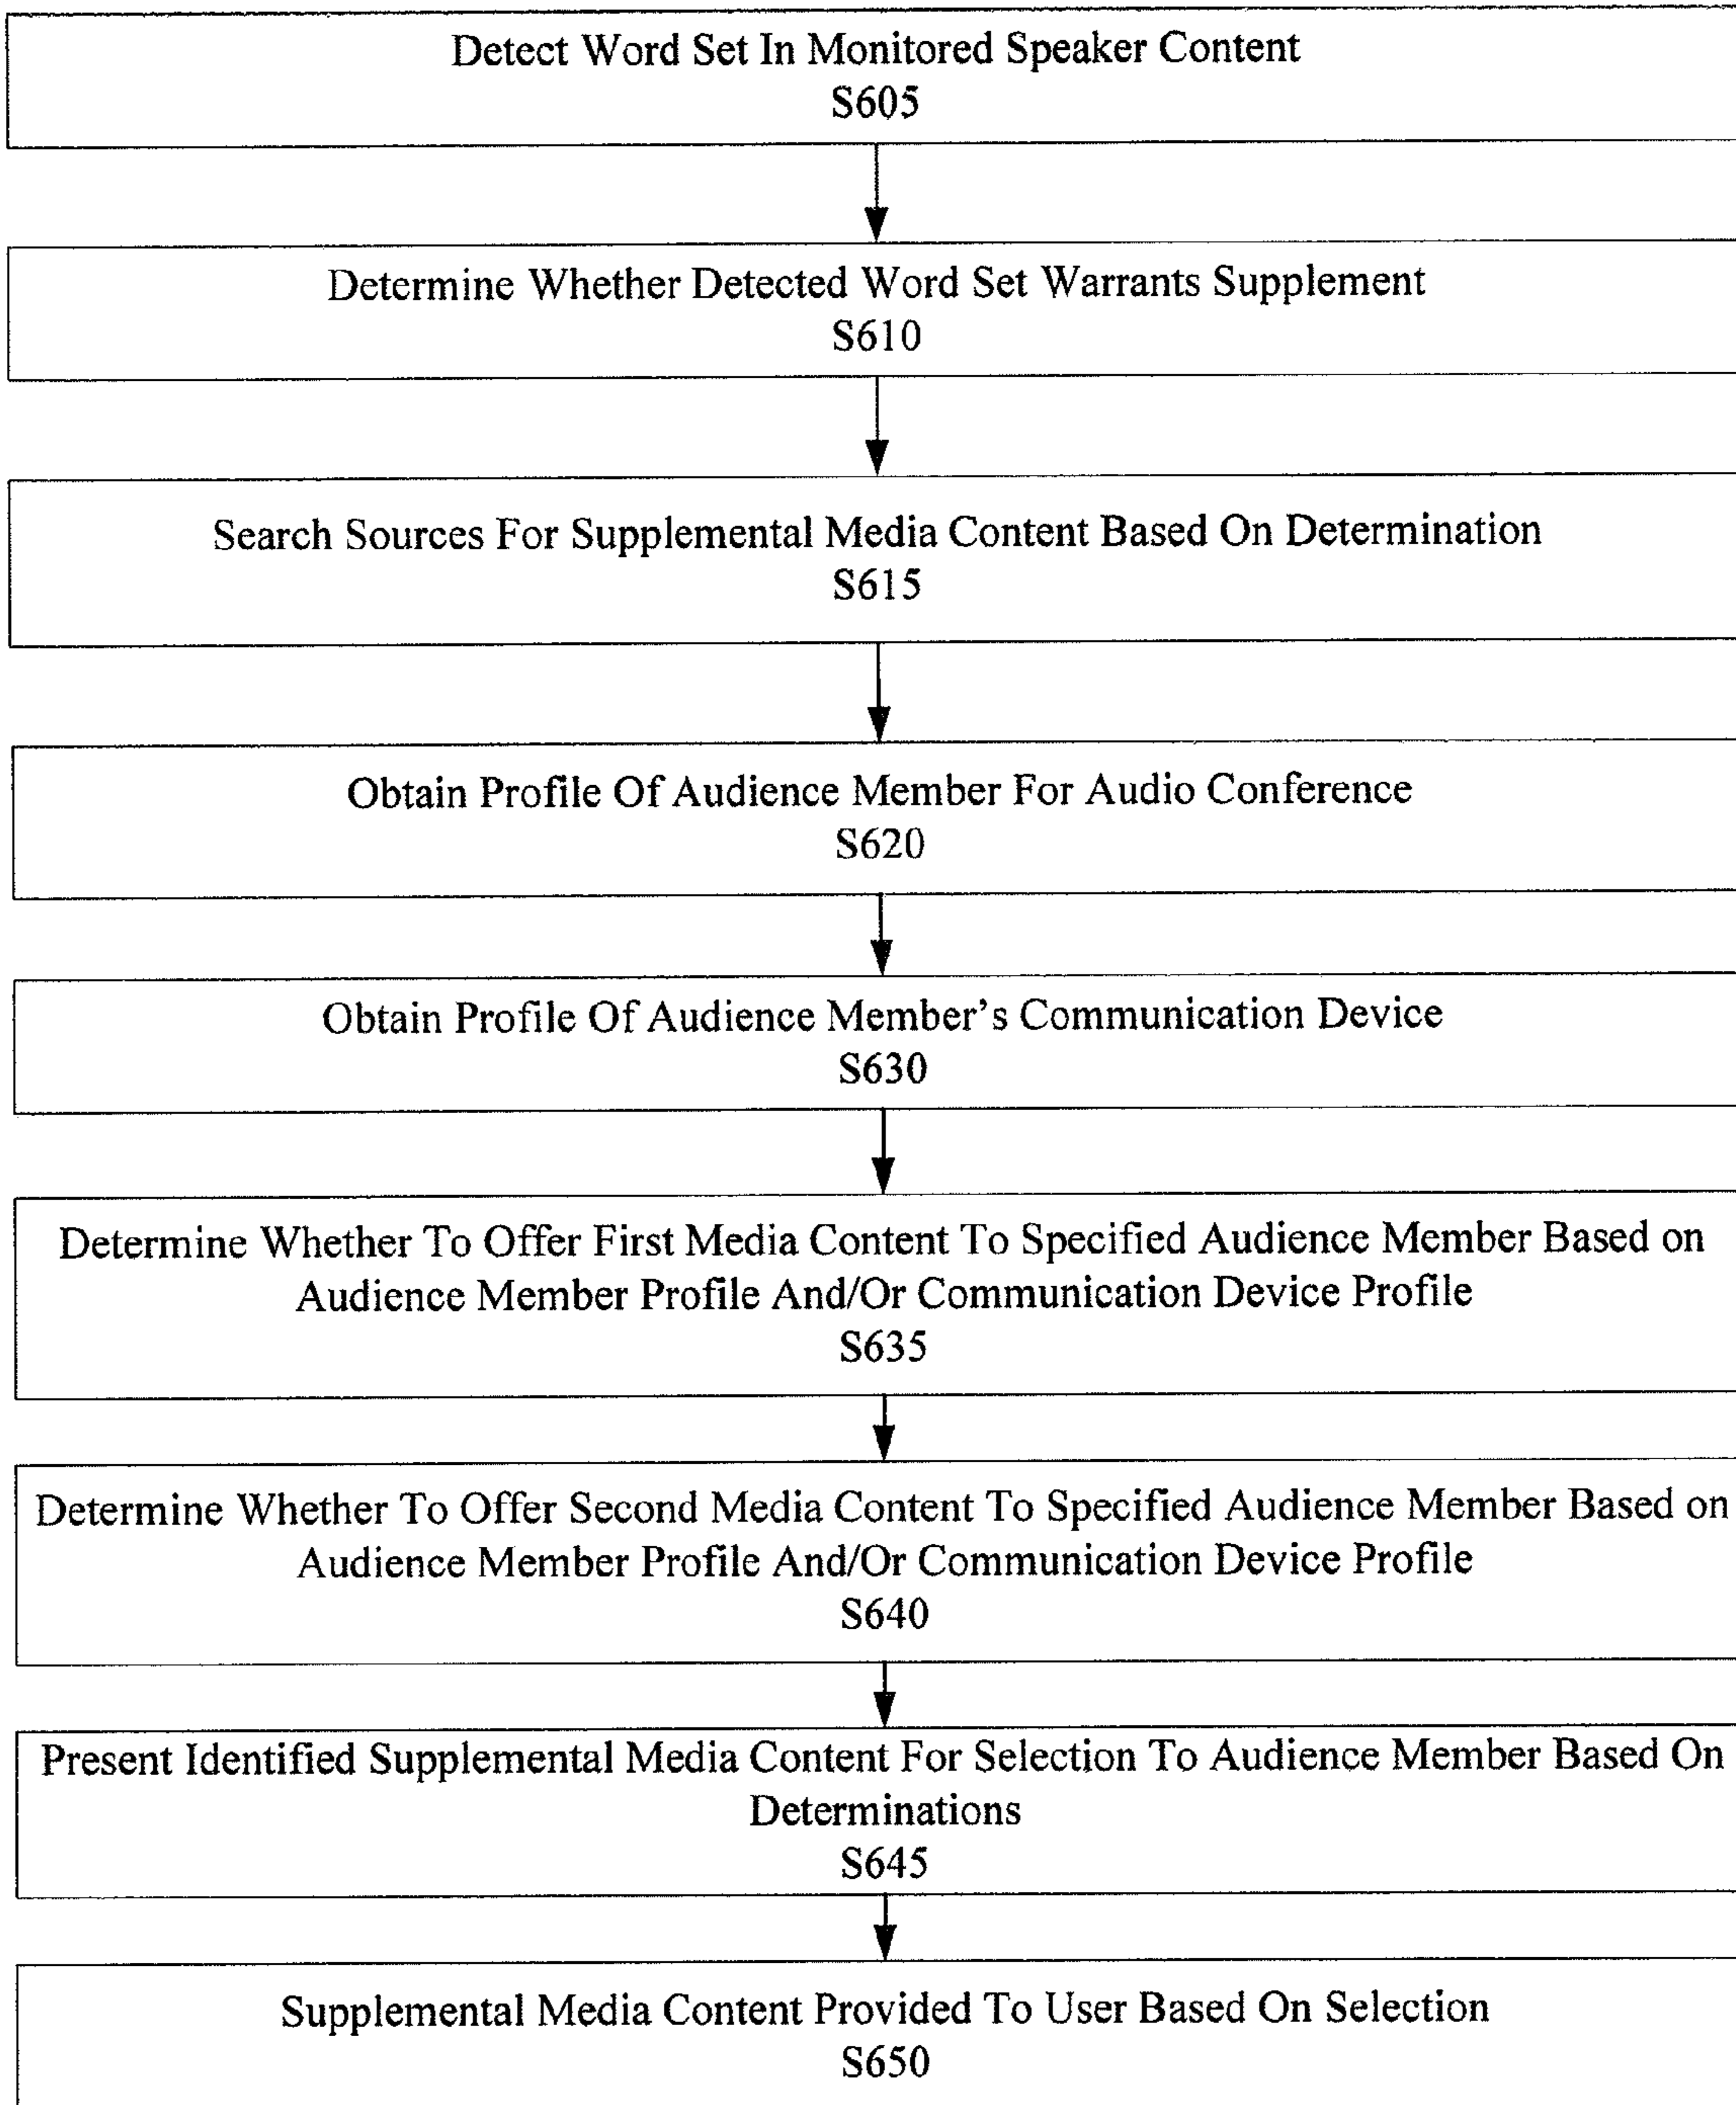 Detect Word Set In Monitored Speaker Content
S605
Determine Whether Detected Word Set Warrants Supplement
S610
Search Sources For Supplemental Media Content Based On Determination
S615
Obtain Profile Of Audience Member For Audio Conference
S620
Obtain Profile Of Audience Member’s Communication Device
S630
Determine Whether To Offer First Media Content To Specified Audience Member Based on
Audience Member Profile And/Or Communication Device Profile
S635
Determine Whether To Offer Second Media Content To Specified Audience Member Based on
Audience Member Profile And/Or Communication Device Profile
S640
Present Identified Supplemental Media Content For Selection To Audience Member Based On
Determinations
S645
Supplemental Media Content Provided To User Based On Selection
S650